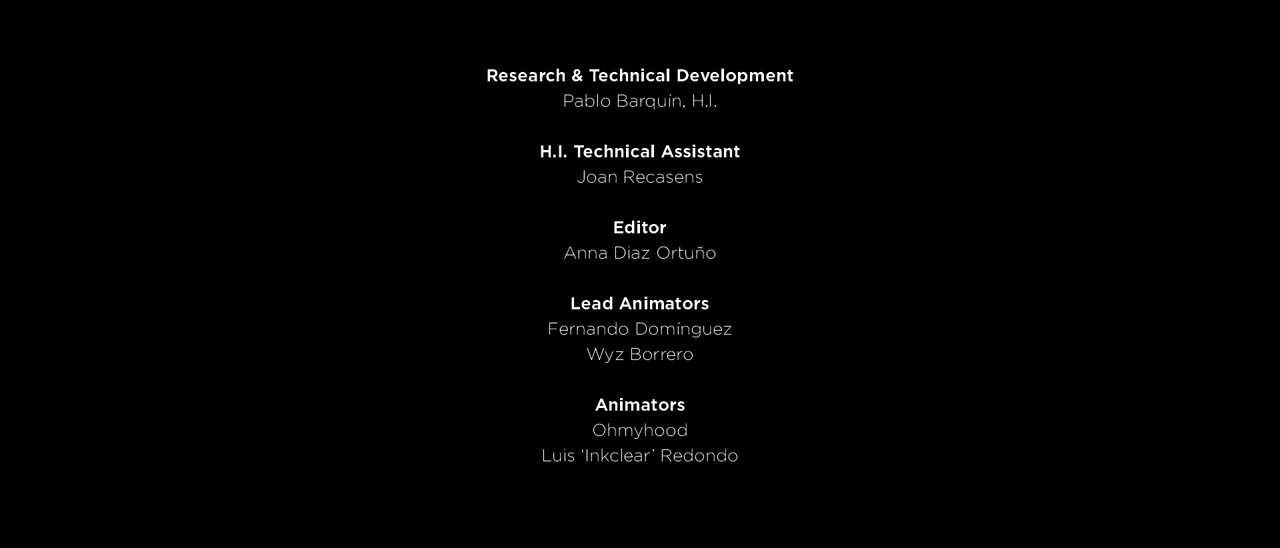 Research & Technical Development
Pablo Barquín, H.I.
H.I. Technical Assistant
Joan Recasens
Editor
Anna Diaz Ortuño
Lead Animators
Fernando Domínguez
Wyz Borrero
Animators
Ohmyhood
Luis ‘Inkclear’ Redondo